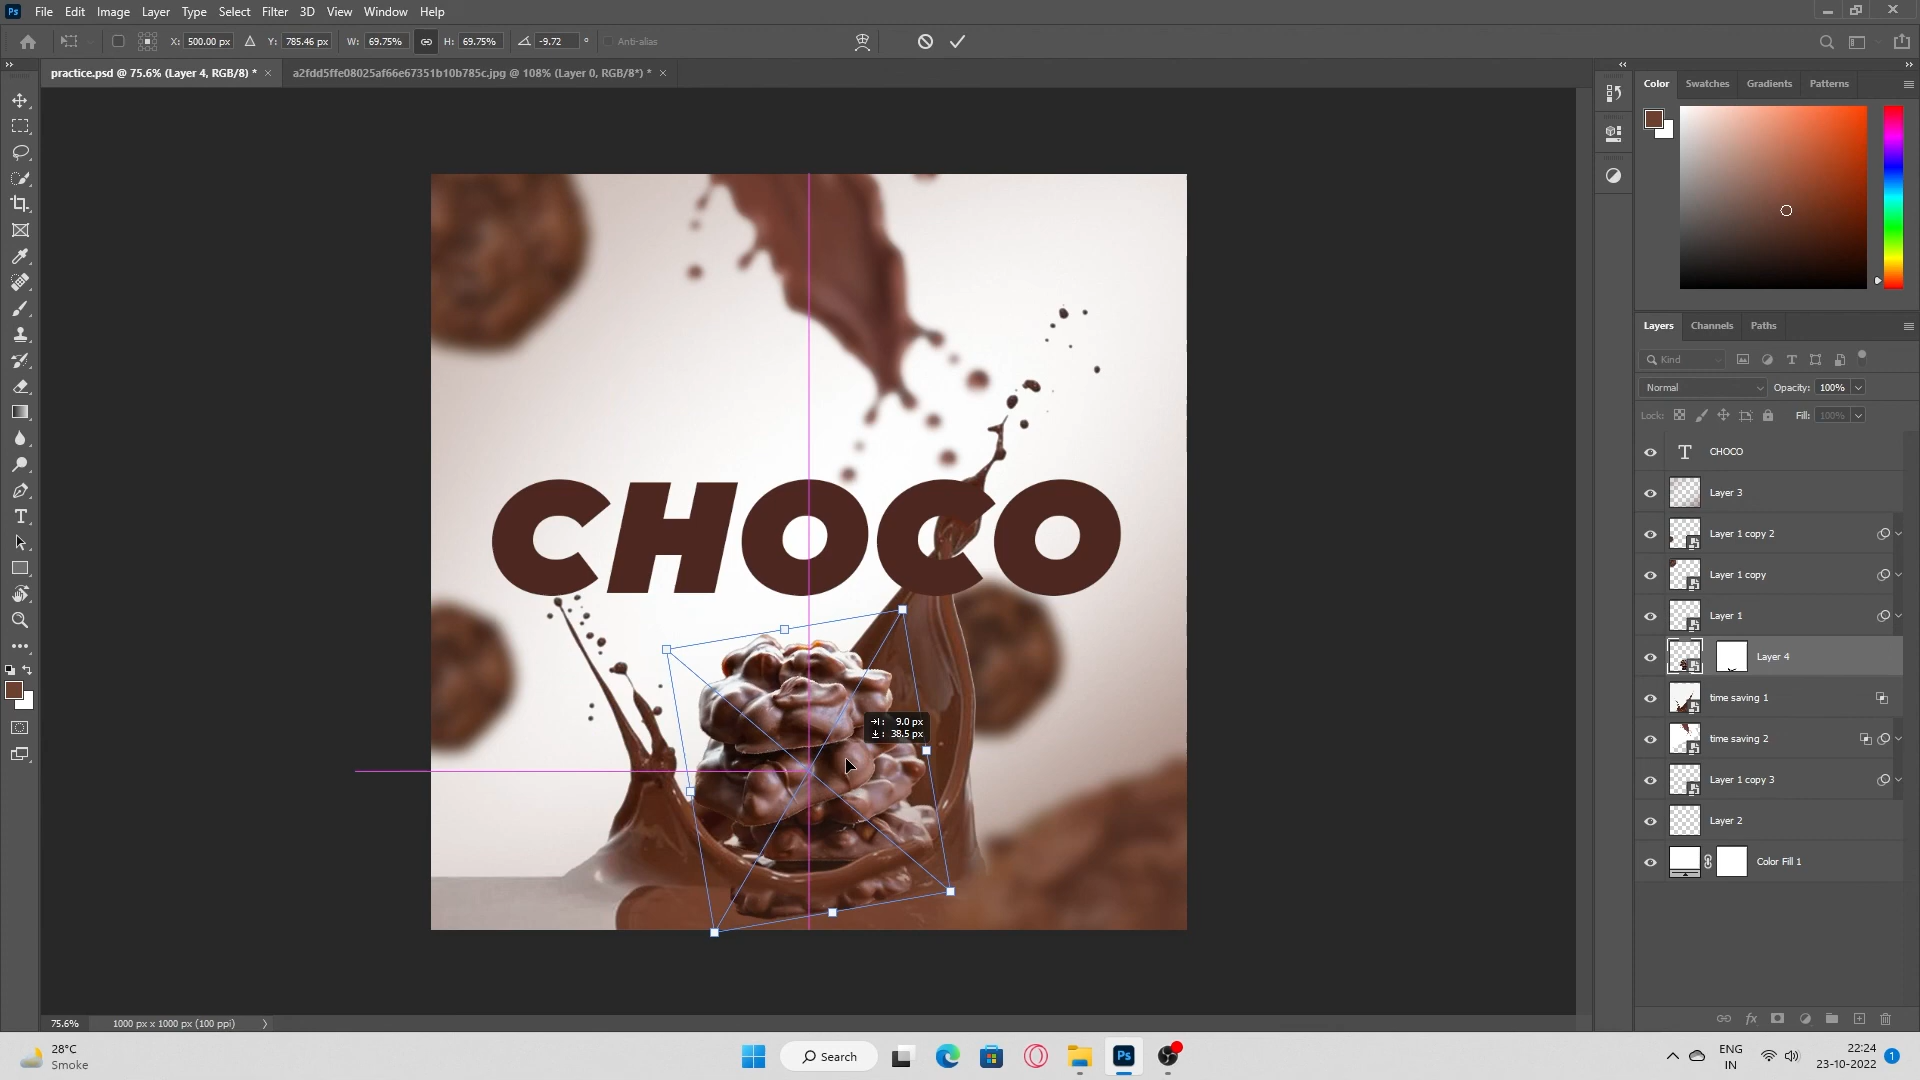 Ps File Edit Image Layer Type Select Filter 3D View Window Help
X: 500.00 px Y: 785.46 px W: 69.75% H: 69.75% -9.72 ° Anti-alias
practice.psd @ 75.6% (Layer 4, RGB/8) * × a2fdd5ffe08025af66e67351b10b785c.jpg @ 108% (Layer 0, RGB/8*) * ×
Color Swatches Gradients Patterns
Layers Channels Paths
Kind
Normal Opacity: 100%
Lock: Fill: 100%
CHOCO
Layer 3
Layer 1 copy 2
Layer 1 copy
Layer 1
Layer 4
time saving 1
time saving 2
Layer 1 copy 3
Layer 2
Color Fill 1
CHOCO
9.0 px
38.5 px
75.6% 1000 px x 1000 px (100 ppi)
28°C
Smoke
Search
Ps
ENG
IN
22:24
23-10-2022
1